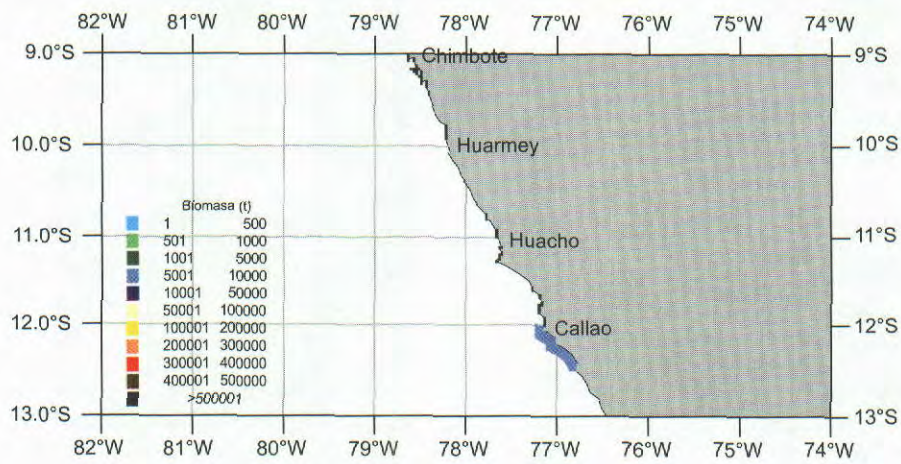 82°W 81°W 80°W 79°W 78°W 77°W 76°W 75°W 74°W
9.0°S Chimbote 9°S
10.0°S Huarmey 10°S
Biomasa (t)
1 500
501 1000
11.0°S Huacho 11°S
1001 5000
5001 10000
10001 50000
50001 100000
12.0°S 100001 200000 Callao 12°S
200001 300000
300001 400000
400001 500000
>500001
13.0°S 13°S
82°W 81°W 80°W 79°W 78°W 77°W 76°W 75°W 74°W